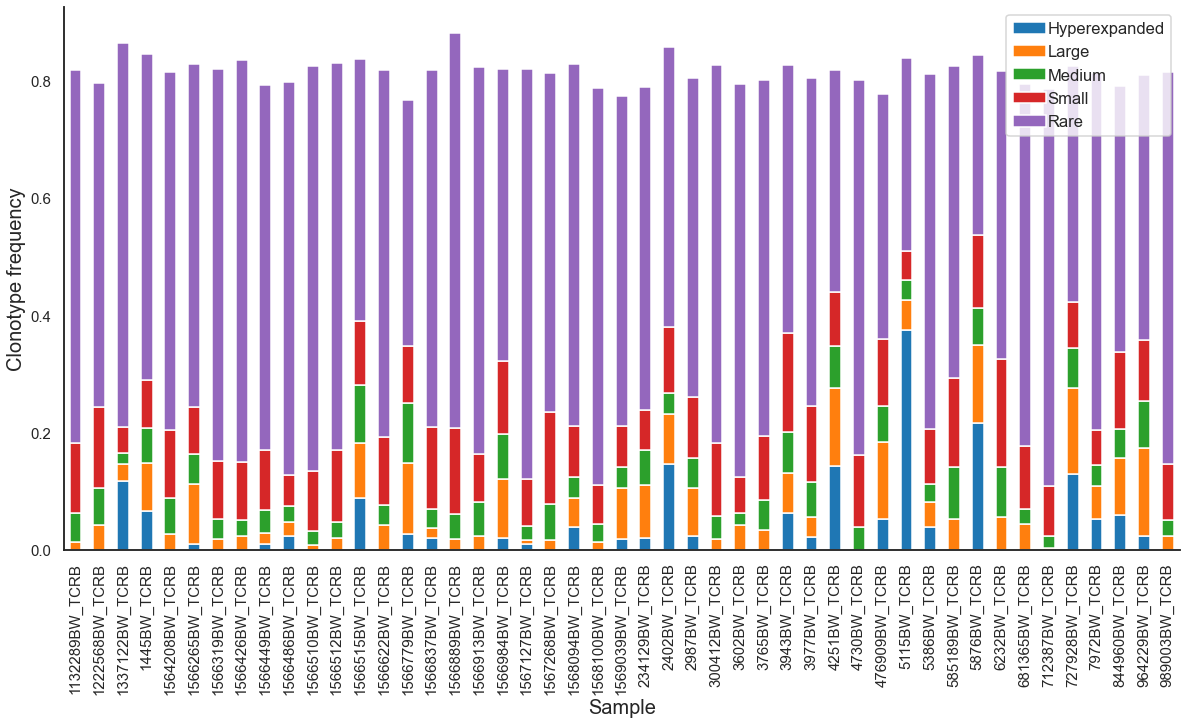 Hyperexpanded
Large
Medium
Small
Rare
Clonotype frequency
0.8
0.6
0.4
0.2
0.0
1132289BW_TCRB
1222568BW_TCRB
1337122BW_TCRB
1445BW_TCRB
1564208BW_TCRB
1566265BW_TCRB
1566319BW_TCRB
1566426BW_TCRB
1566449BW_TCRB
1566486BW_TCRB
1566510BW_TCRB
1566512BW_TCRB
1566515BW_TCRB
1566622BW_TCRB
1566779BW_TCRB
1566837BW_TCRB
1566889BW_TCRB
1566913BW_TCRB
1566984BW_TCRB
1567127BW_TCRB
1567268BW_TCRB
1568094BW_TCRB
1568100BW_TCRB
1569039BW_TCRB
234129BW_TCRB
2402BW_TCRB
2987BW_TCRB
300412BW_TCRB
3602BW_TCRB
3765BW_TCRB
3943BW_TCRB
3977BW_TCRB
4251BW_TCRB
4730BW_TCRB
476909BW_TCRB
5115BW_TCRB
5386BW_TCRB
585189BW_TCRB
5876BW_TCRB
6232BW_TCRB
681365BW_TCRB
712387BW_TCRB
727928BW_TCRB
7972BW_TCRB
844960BW_TCRB
964229BW_TCRB
989003BW_TCRB
Sample